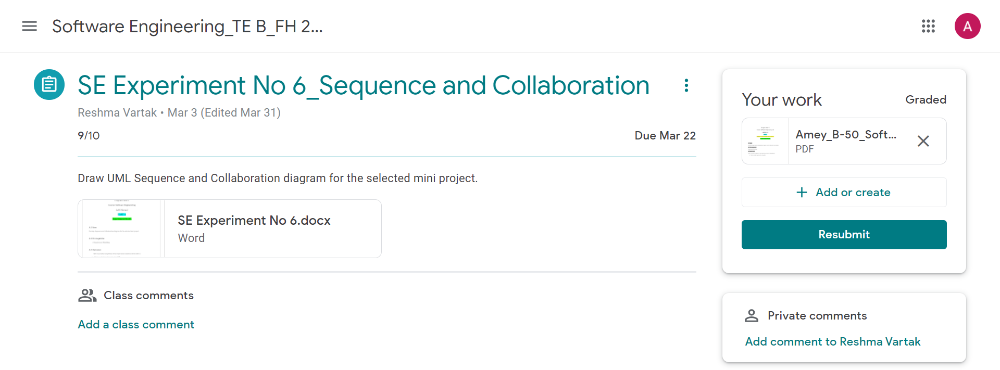 Software Engineering_TE B_FH 2...
A
SE Experiment No 6_Sequence and Collaboration
Reshma Vartak • Mar 3 (Edited Mar 31)
9/10
Due Mar 22
Draw UML Sequence and Collaboration diagram for the selected mini project.
SE Experiment No 6.docx
Word
Class comments
Add a class comment
Your work
Graded
Amey_B-50_Soft...
PDF
Add or create
Resubmit
Private comments
Add comment to Reshma Vartak